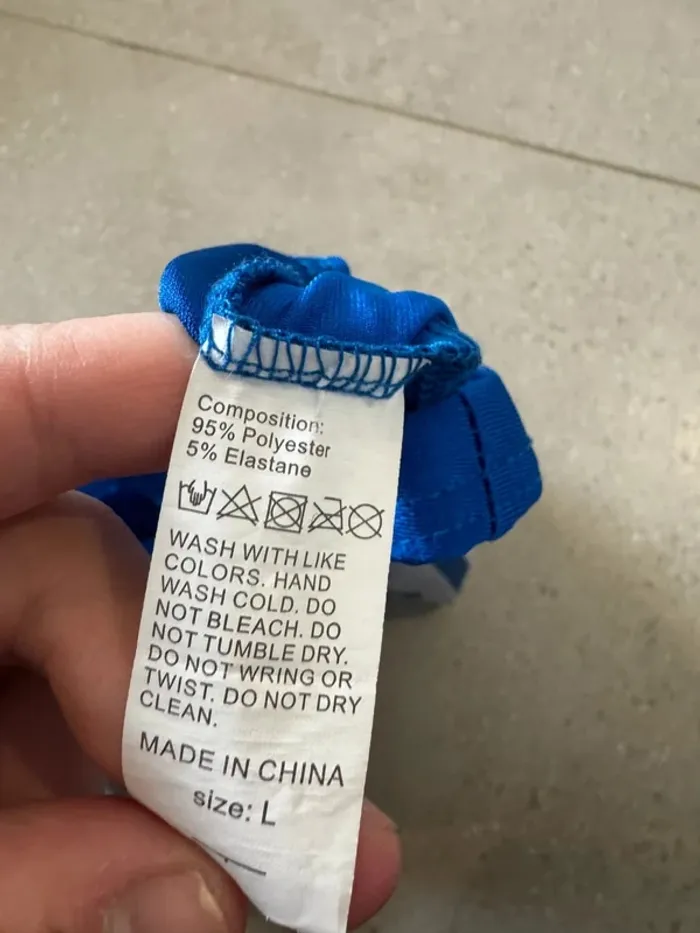 Composition:
95% Polyester
5% Elastane
WASH WITH LIKE
COLORS. HAND
WASH COLD. DO
NOT BLEACH. DO
NOT TUMBLE DRY.
DO NOT WRING OR
TWIST. DO NOT DRY
CLEAN.
MADE IN CHINA
size: L